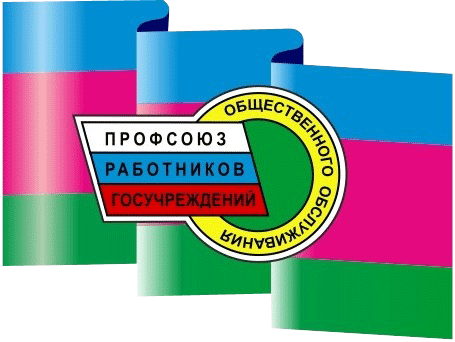 ПРОФСОЮЗ
РАБОТНИКОВ
ГОСУЧРЕЖДЕНИЙ
ОБЩЕСТВЕННОГО ОБСЛУЖИВАНИЯ